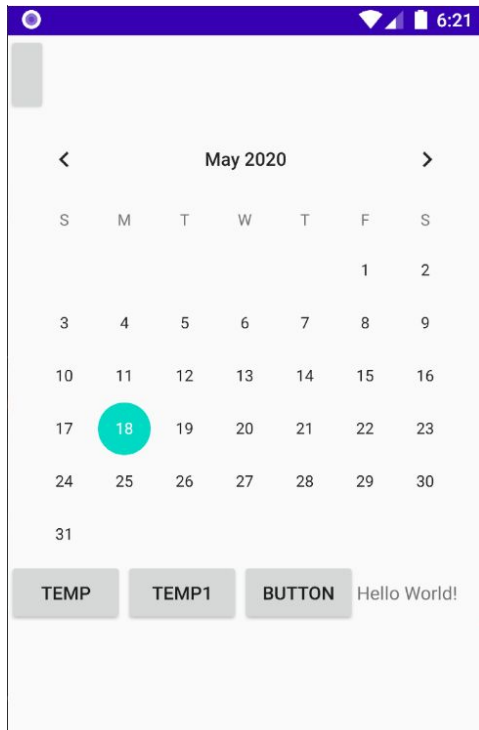 6:21
May 2020
S M T W T F S
1 2
3 4 5 6 7 8 9
10 11 12 13 14 15 16
17 18 19 20 21 22 23
24 25 26 27 28 29 30
31
TEMP TEMP1 BUTTON Hello World!